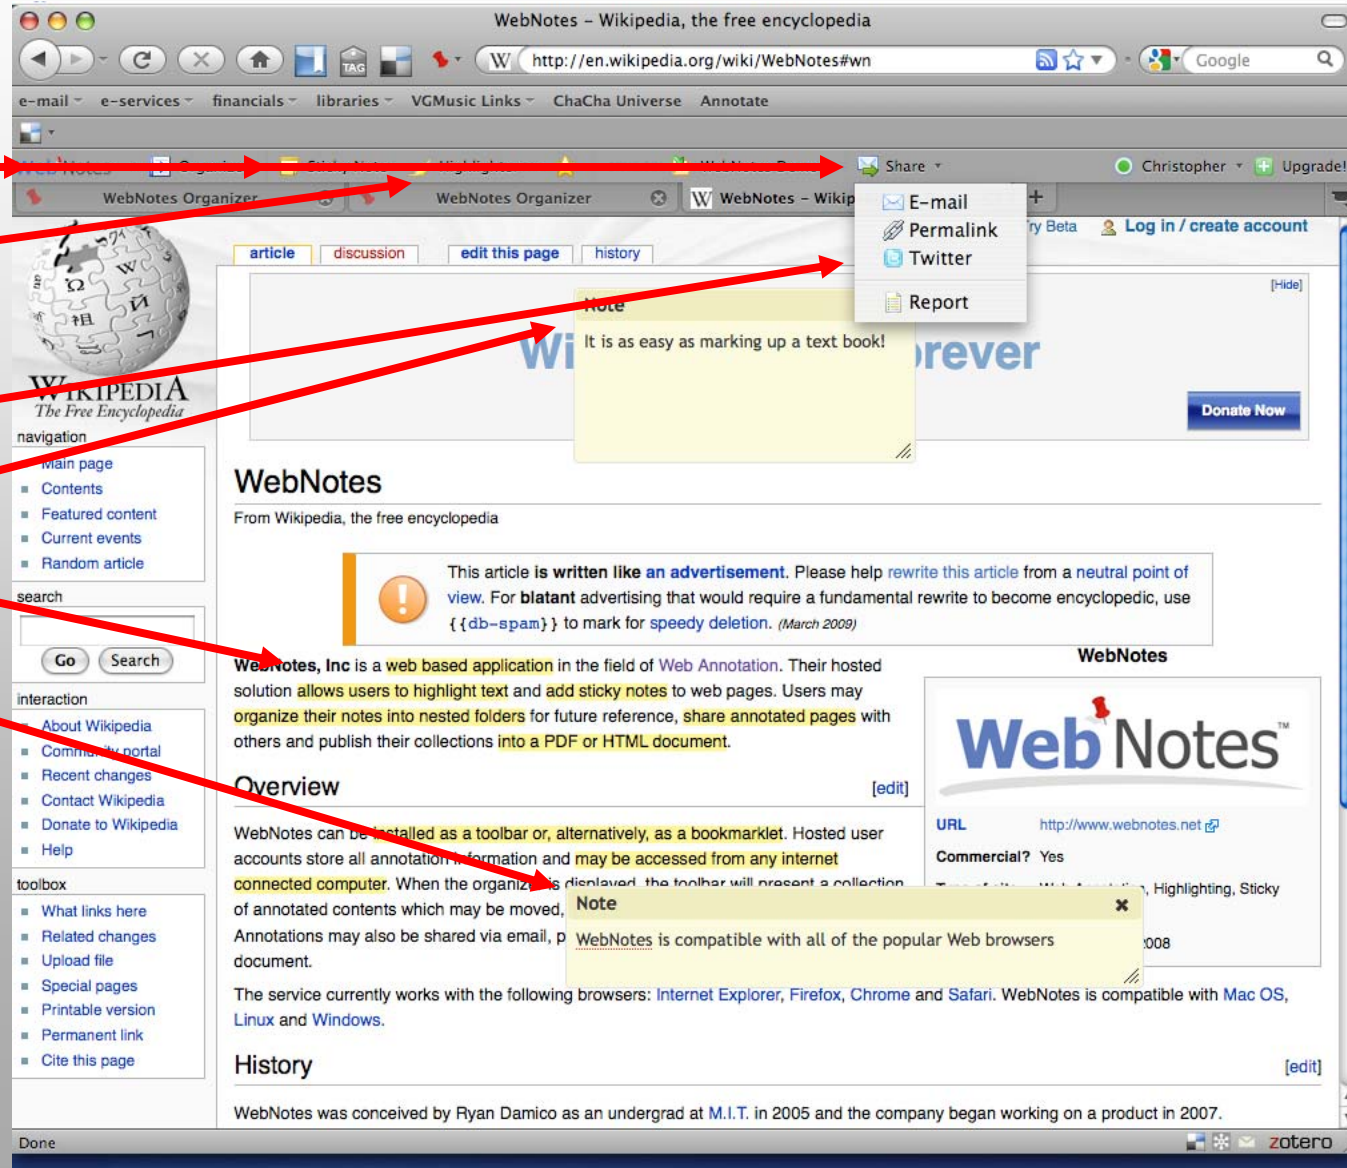 WebNotes – Wikipedia, the free encyclopedia
TAG
W http://en.wikipedia.org/wiki/WebNotes#wn
Google
e-mail e-services financials libraries VGMusic Links ChaCha Universe Annotate
Share Christopher Upgrade!
WebNotes Organizer WebNotes Organizer W WebNotes – Wikip +
E-mail
Permalink
Twitter
Report
article discussion edit this page history Beta Log in / create account
[Hide]
Note
It is as easy as marking up a text book!
Donate Now
WIKIPEDIA
The Free Encyclopedia
navigation
Main page
Contents
Featured content
Current events
Random article
search
Go Search
interaction
About Wikipedia
Community portal
Recent changes
Contact Wikipedia
Donate to Wikipedia
Help
toolbox
What links here
Related changes
Upload file
Special pages
Printable version
Permanent link
Cite this page
WebNotes
From Wikipedia, the free encyclopedia
This article is written like an advertisement. Please help rewrite this article from a neutral point of
view. For blatant advertising that would require a fundamental rewrite to become encyclopedic, use
{{db-spam}} to mark for speedy deletion. (March 2009)
WebNotes, Inc is a web based application in the field of Web Annotation. Their hosted
solution allows users to highlight text and add sticky notes to web pages. Users may
organize their notes into nested folders for future reference, share annotated pages with
others and publish their collections into a PDF or HTML document.
WebNotes
Web Notes™
URL http://www.webnotes.net
Commercial? Yes
Highlighting, Sticky
2008
Overview [edit]
WebNotes can be installed as a toolbar or, alternatively, as a bookmarklet. Hosted user
accounts store all annotation information and may be accessed from any internet
connected computer. When the organizer is displayed, the toolbar will present a collection
of annotated contents which may be moved,
Annotations may also be shared via email, p
document.
Note
WebNotes is compatible with all of the popular Web browsers
The service currently works with the following browsers: Internet Explorer, Firefox, Chrome and Safari. WebNotes is compatible with Mac OS,
Linux and Windows.
History [edit]
WebNotes was conceived by Ryan Damico as an undergrad at M.I.T. in 2005 and the company began working on a product in 2007.
Done zotero